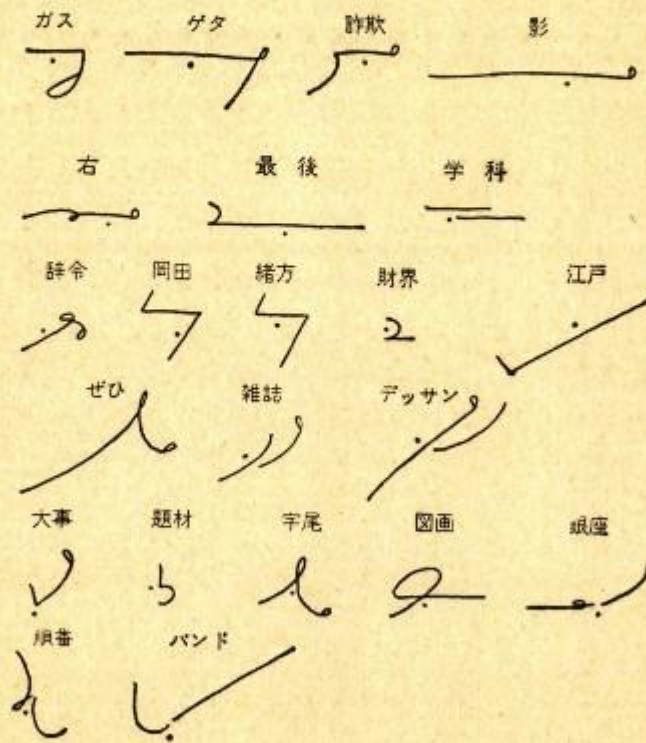 ガス ゲタ 詐欺 影
右 最後 学科
辞令 岡田 緒方 財界 江戸
ぜひ 雑誌 デッサン
大事 題材 字尾 図画 銀座
順番 バンド